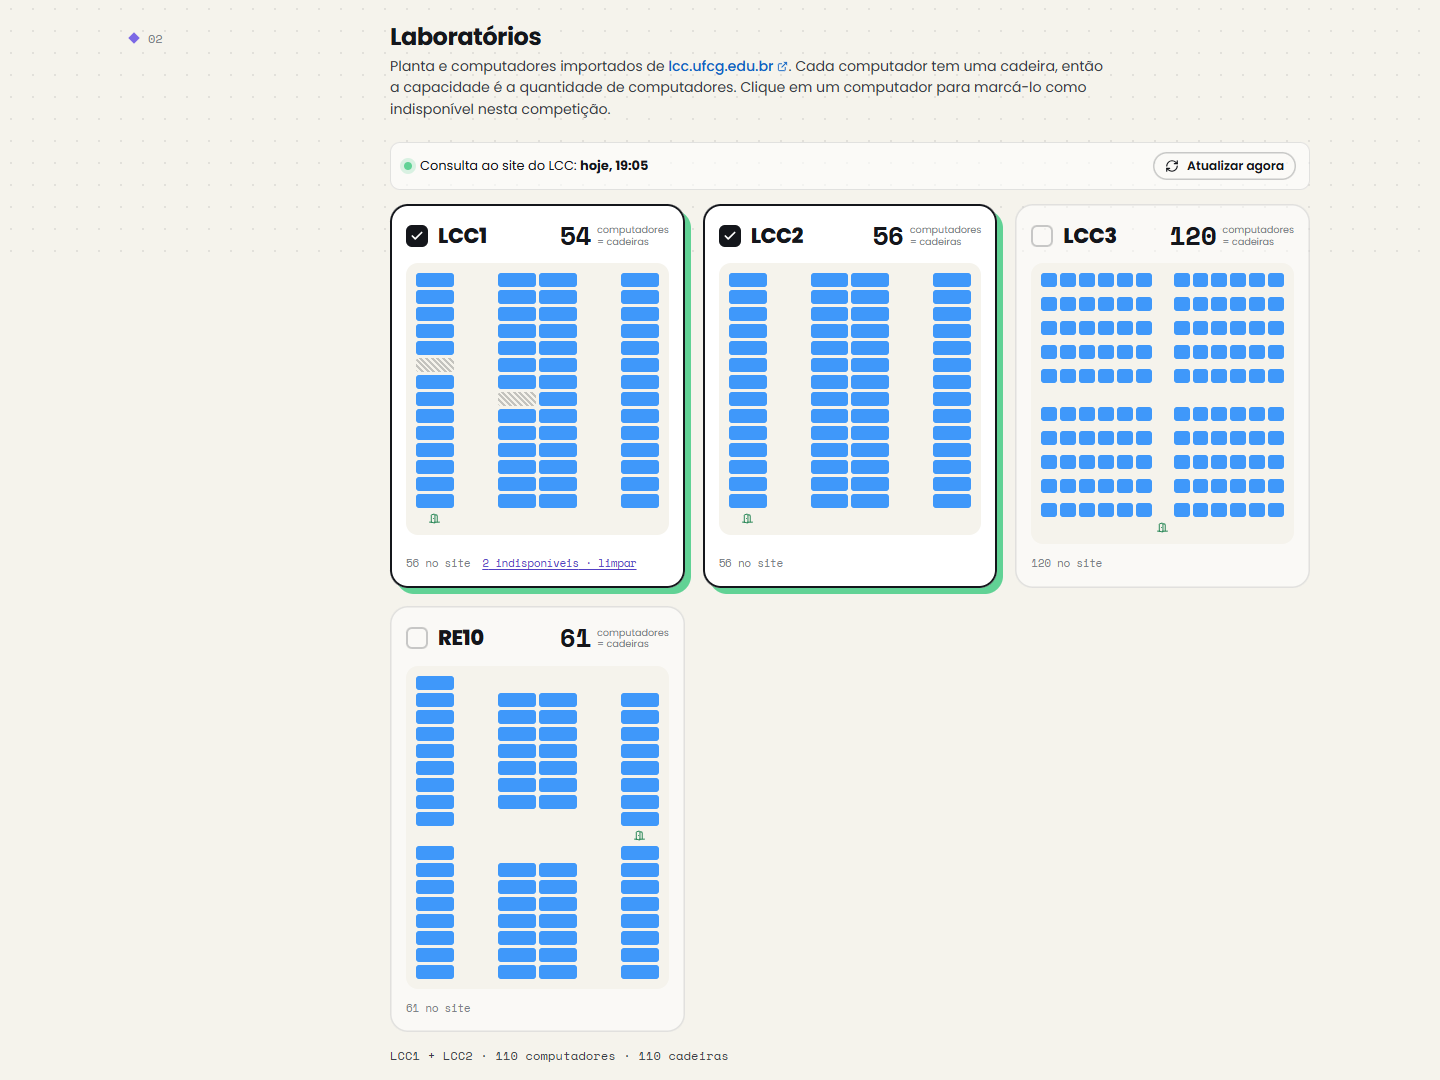 02
Laboratórios
Planta e computadores importados de lcc.ufcg.edu.br. Cada computador tem uma cadeira, então
a capacidade é a quantidade de computadores. Clique em um computador para marcá-lo como
indisponível nesta competição.
Consulta ao site do LCC: hoje, 19:05
Atualizar agora
LCC1
54
computadores
= cadeiras
56 no site
2 indisponíveis · limpar
LCC2
56
computadores
= cadeiras
56 no site
LCC3
120
computadores
= cadeiras
120 no site
RE10
61
computadores
= cadeiras
61 no site
LCC1 + LCC2 · 110 computadores · 110 cadeiras